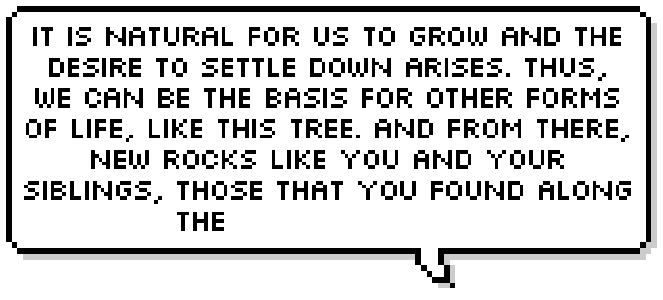 IT IS NATURAL FOR US TO GROW AND THE
DESIRE TO SETTLE DOWN ARISES. THUS,
WE CAN BE THE BASIS FOR OTHER FORMS
OF LIFE, LIKE THIS TREE. AND FROM THERE,
NEW ROCKS LIKE YOU AND YOUR
SIBLINGS, THOSE THAT YOU FOUND ALONG
THE